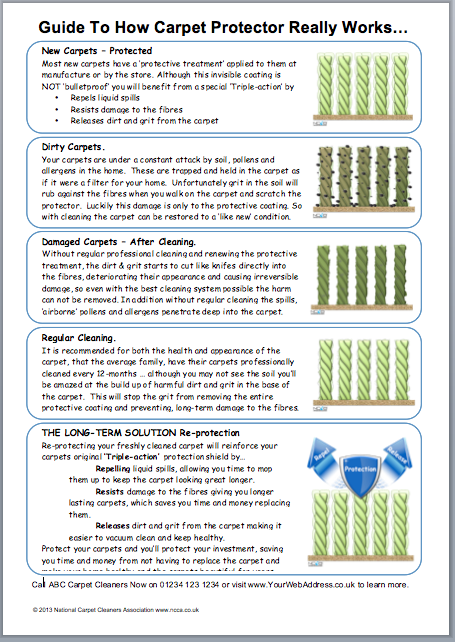 Guide To How Carpet Protector Really Works...
New Carpets – Protected
Most new carpets have a 'protective treatment' applied to them at
manufacture or by the store. Although this invisible coating is
NOT 'bulletproof' you will benefit from a special 'Triple-action' by
• Repels liquid spills
• Resists damage to the fibres
• Releases dirt and grit from the carpet
Dirty Carpets.
Your carpets are under a constant attack by soil, pollens and
allergens in the home. These are trapped and held in the carpet as
if it were a filter for your home. Unfortunately grit in the soil will
rub against the fibres when you walk on the carpet and scratch the
protector. Luckily this damage is only to the protective coating. So
with cleaning the carpet can be restored to a 'like new' condition.
Damaged Carpets – After Cleaning.
Without regular professional cleaning and renewing the protective
treatment, the dirt & grit starts to cut like knifes directly into
the fibres, deteriorating their appearance and causing irreversible
damage, so even with the best cleaning system possible the harm
can not be removed. In addition without regular cleaning the spills,
'airborne' pollens and allergens penetrate deep into the carpet.
Regular Cleaning.
It is recommended for both the health and appearance of the
carpet, that the average family, have their carpets professionally
cleaned every 12-months ... although you may not see the soil you'll
be amazed at the build up of harmful dirt and grit in the base of
the carpet. This will stop the grit from removing the entire
protective coating and preventing, long-term damage to the fibres.
THE LONG-TERM SOLUTION Re-protection
Re-protecting your freshly cleaned carpet will reinforce your
carpets original 'Triple-action' protection shield by...
Repelling liquid spills, allowing you time to mop
them up to keep the carpet looking great longer.
Resists damage to the fibres giving you longer
lasting carpets, which saves you time and money replacing
them.
Releases dirt and grit from the carpet making it
easier to vacuum clean and keep healthy.
Protect your carpets and you'll protect your investment, saving
you time and money from not having to replace the carpet and
Repel
Release
Protection
Call ABC Carpet Cleaners Now on 01234 123 1234 or visit www.YourWebAddress.co.uk to learn more.
© 2013 National Carpet Cleaners Association www.ncca.co.uk